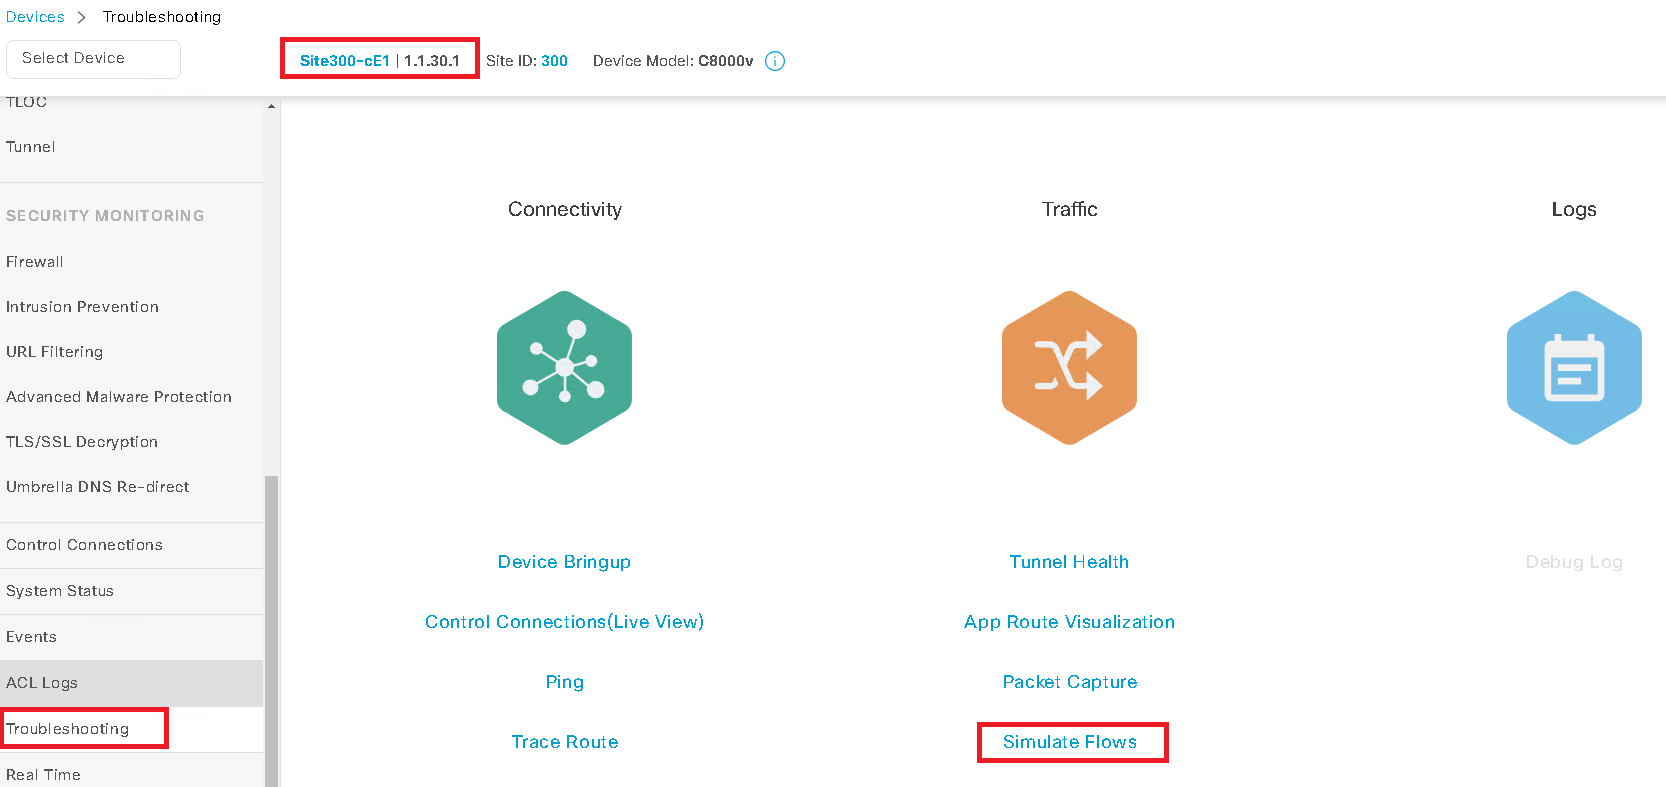 Devices > Troubleshooting
Select Device
Site300-cE1 | 1.1.30.1 Site ID: 300 Device Model: C8000v i
TLOC
Tunnel
SECURITY MONITORING
Firewall
Intrusion Prevention
URL Filtering
Advanced Malware Protection
TLS/SSL Decryption
Umbrella DNS Re-direct
Control Connections
System Status
Events
ACL Logs
Troubleshooting
Real Time
Connectivity
Device Bringup
Control Connections(Live View)
Ping
Trace Route
Traffic
Tunnel Health
App Route Visualization
Packet Capture
Simulate Flows
Logs
Debug Log